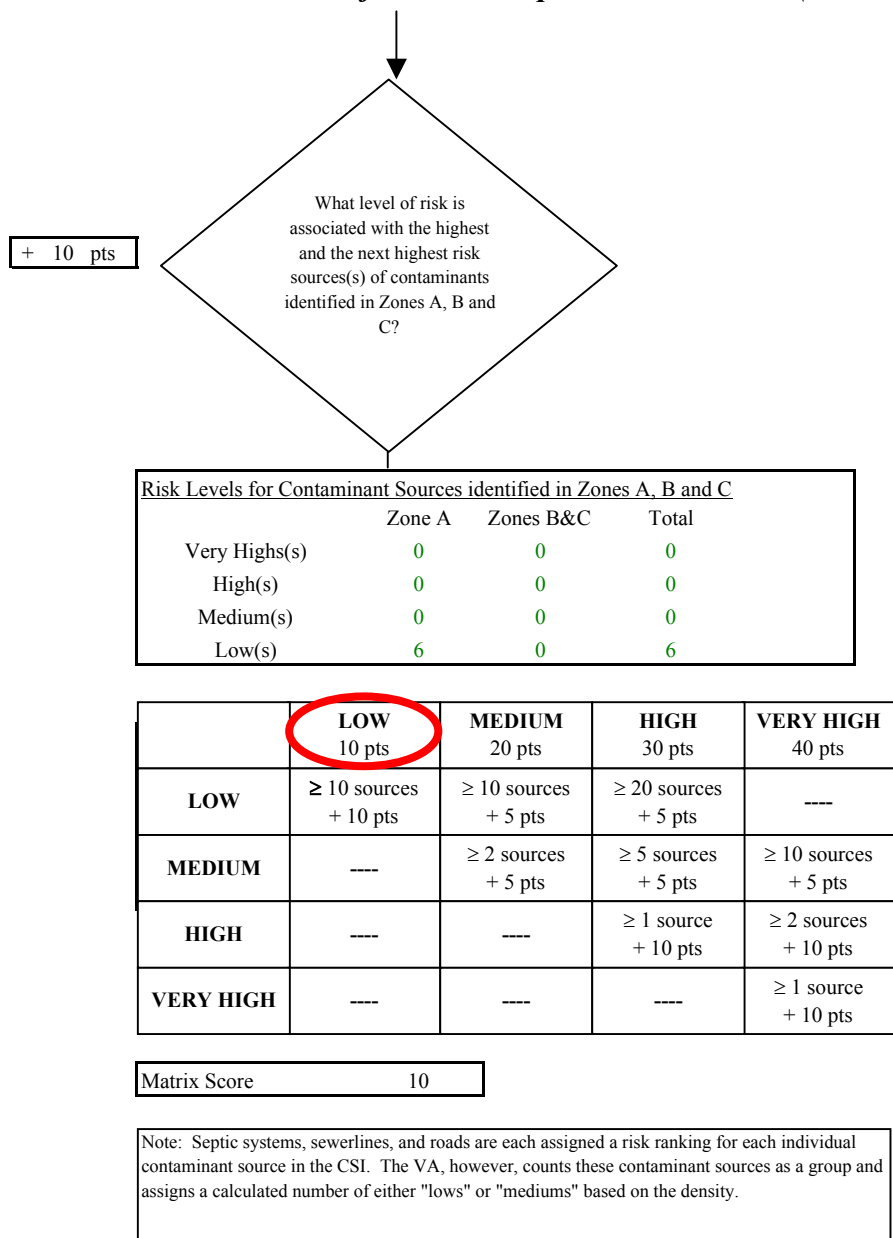 What level of risk is
associated with the highest
and the next highest risk
sources(s) of contaminants
identified in Zones A, B and
C?
+ 10 pts
Risk Levels for Contaminant Sources identified in Zones A, B and C
Zone A Zones B&C Total
Very Highs(s) 0 0 0
High(s) 0 0 0
Medium(s) 0 0 0
Low(s) 6 0 6
LOW MEDIUM HIGH VERY HIGH
10 pts 20 pts 30 pts 40 pts
LOW ≥ 10 sources ≥ 10 sources ≥ 20 sources ----
+ 10 pts + 5 pts + 5 pts
MEDIUM ---- ≥ 2 sources ≥ 5 sources ≥ 10 sources
+ 5 pts + 5 pts + 5 pts
HIGH ---- ---- ≥ 1 source ≥ 2 sources
+ 10 pts + 10 pts
VERY HIGH ---- ---- ---- ≥ 1 source
+ 10 pts
Matrix Score 10
Note: Septic systems, sewerlines, and roads are each assigned a risk ranking for each individual
contaminant source in the CSI. The VA, however, counts these contaminant sources as a group and
assigns a calculated number of either "lows" or "mediums" based on the density.